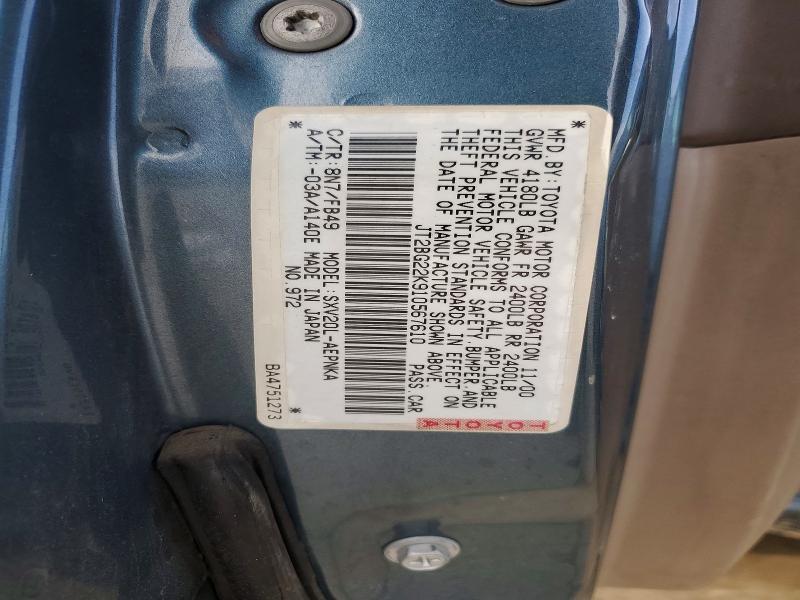 MFD.BY:TOYOTA MOTOR CORPORATION 11/00
GVWR 4180LB GAWR FR 2400LB RR 2400LB
THIS VEHICLE CONFORMS TO ALL APPLICABLE
FEDERAL MOTOR VEHICLE SAFETY,BUMPER,AND
THEFT PREVENTION STANDARDS IN EFFECT ON
THE DATE OF MANUFACTURE SHOWN ABOVE.
JT2BG22K910567610 PASS CAR
TOYOTA
* *
C/TR:8N7/FB49 MODEL:SXV20L-AEPNKA
A/TM:-03A/A140E MADE IN JAPAN
NO.972
* *
BA4751273